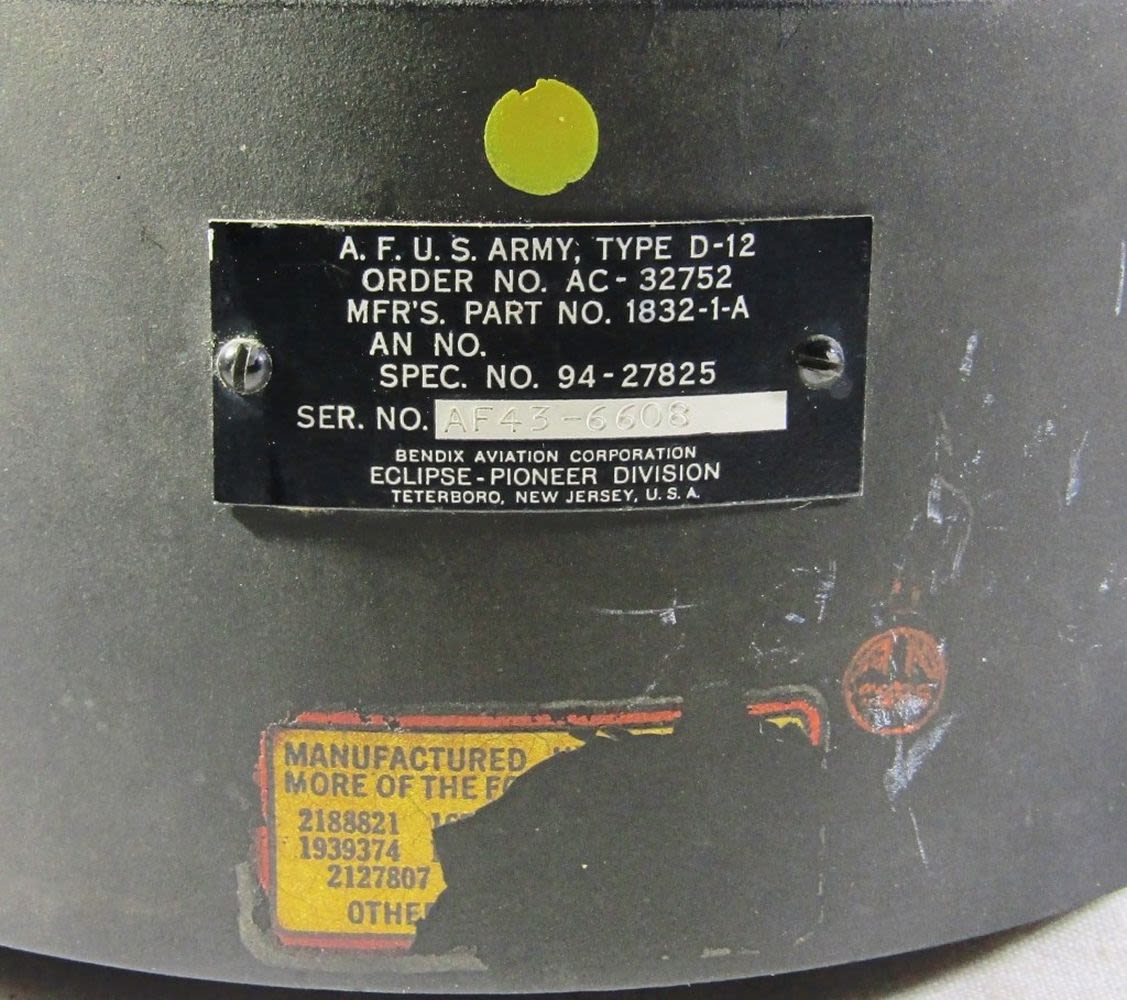 A. F. U. S. ARMY, TYPE D-12
ORDER NO. AC- 32752
MFR'S. PART NO. 1832-1-A
AN NO.
SPEC. NO. 94-27825
SER. NO. AF43-6608
BENDIX AVIATION CORPORATION
ECLIPSE-PIONEER DIVISION
TETERBORO, NEW JERSEY, U. S. A.
MANUFACTURED
MORE OF THE
2188821
1939374
2127807